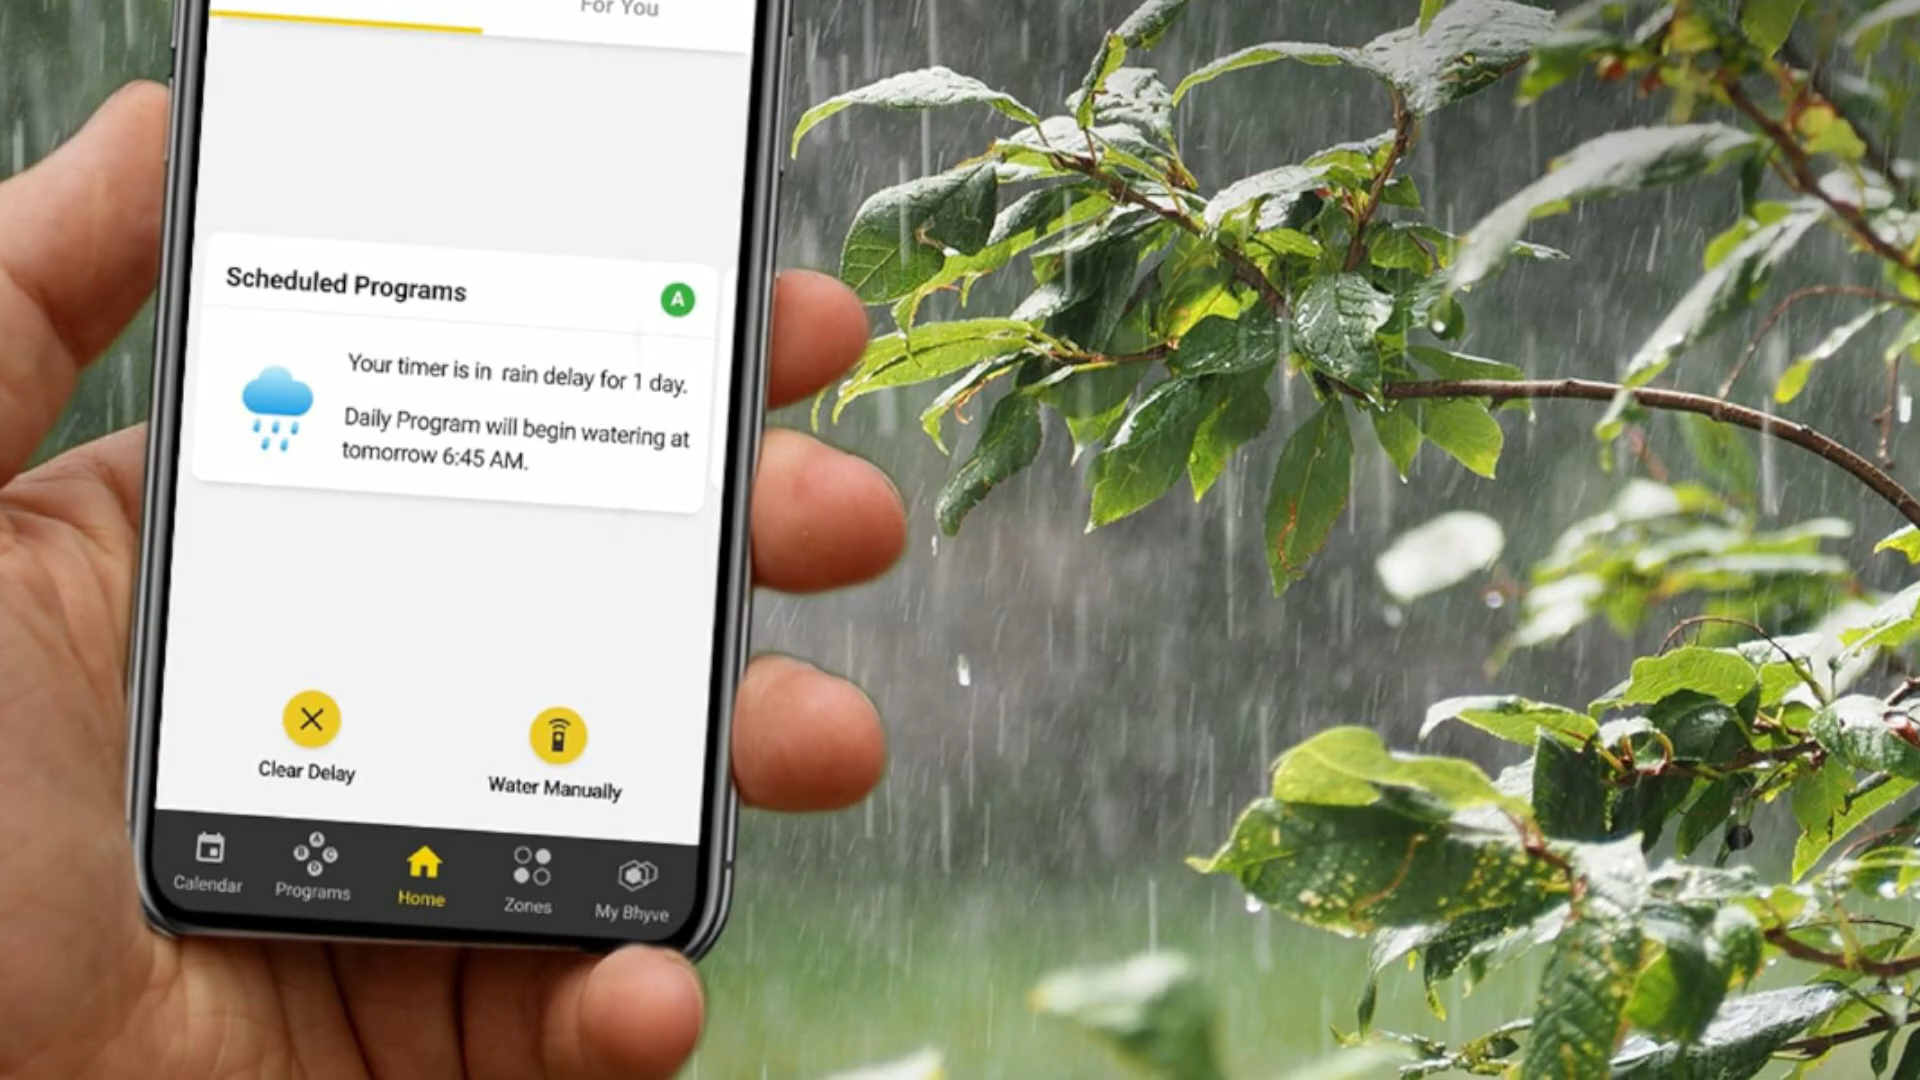 For You
Scheduled Programs
A
Your timer is in rain delay for 1 day.
Daily Program will begin watering at
tomorrow 6:45 AM.
Clear Delay
Water Manually
Calendar
A
B C
D
Programs
Home
Zones
My Bhyve